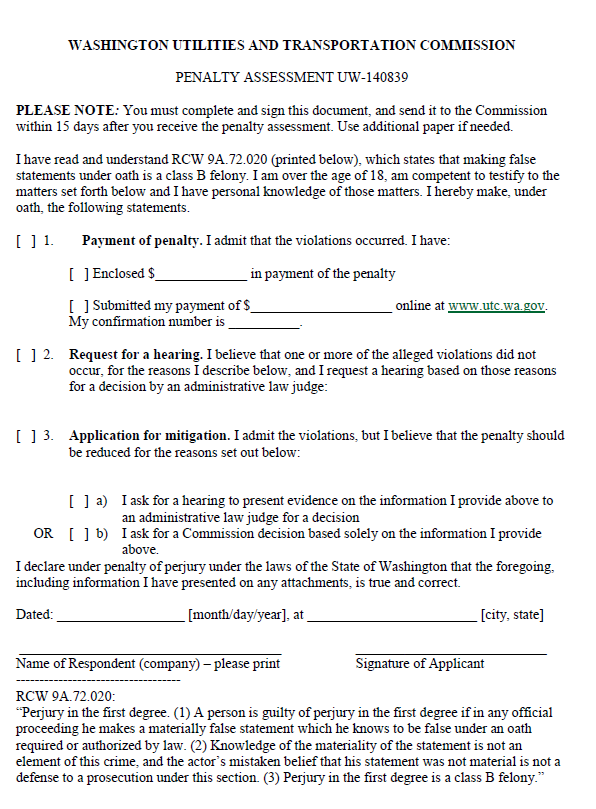 WASHINGTON UTILITIES AND TRANSPORTATION COMMISSION
PENALTY ASSESSMENT UW-140839
PLEASE NOTE: You must complete and sign this document, and send it to the Commission
within 15 days after you receive the penalty assessment. Use additional paper if needed.
I have read and understand RCW 9A.72.020 (printed below), which states that making false
statements under oath is a class B felony. I am over the age of 18, am competent to testify to the
matters set forth below and I have personal knowledge of those matters. I hereby make, under
oath, the following statements.
[ ] 1. Payment of penalty. I admit that the violations occurred. I have:
[ ] Enclosed $______________ in payment of the penalty
[ ] Submitted my payment of $_____________________ online at www.utc.wa.gov.
My confirmation number is ___________.
[ ] 2. Request for a hearing. I believe that one or more of the alleged violations did not
occur, for the reasons I describe below, and I request a hearing based on those reasons
for a decision by an administrative law judge:
[ ] 3. Application for mitigation. I admit the violations, but I believe that the penalty should
be reduced for the reasons set out below:
[ ] a) I ask for a hearing to present evidence on the information I provide above to
an administrative law judge for a decision
OR [ ] b) I ask for a Commission decision based solely on the information I provide
above.
I declare under penalty of perjury under the laws of the State of Washington that the foregoing,
including information I have presented on any attachments, is true and correct.
Dated: ___________________ [month/day/year], at __________________________ [city, state]
________________________________________ _____________________________
Name of Respondent (company) – please print Signature of Applicant
-----------------------------------
RCW 9A.72.020:
“Perjury in the first degree. (1) A person is guilty of perjury in the first degree if in any official
proceeding he makes a materially false statement which he knows to be false under an oath
required or authorized by law. (2) Knowledge of the materiality of the statement is not an
element of this crime, and the actor’s mistaken belief that his statement was not material is not a
defense to a prosecution under this section. (3) Perjury in the first degree is a class B felony.”